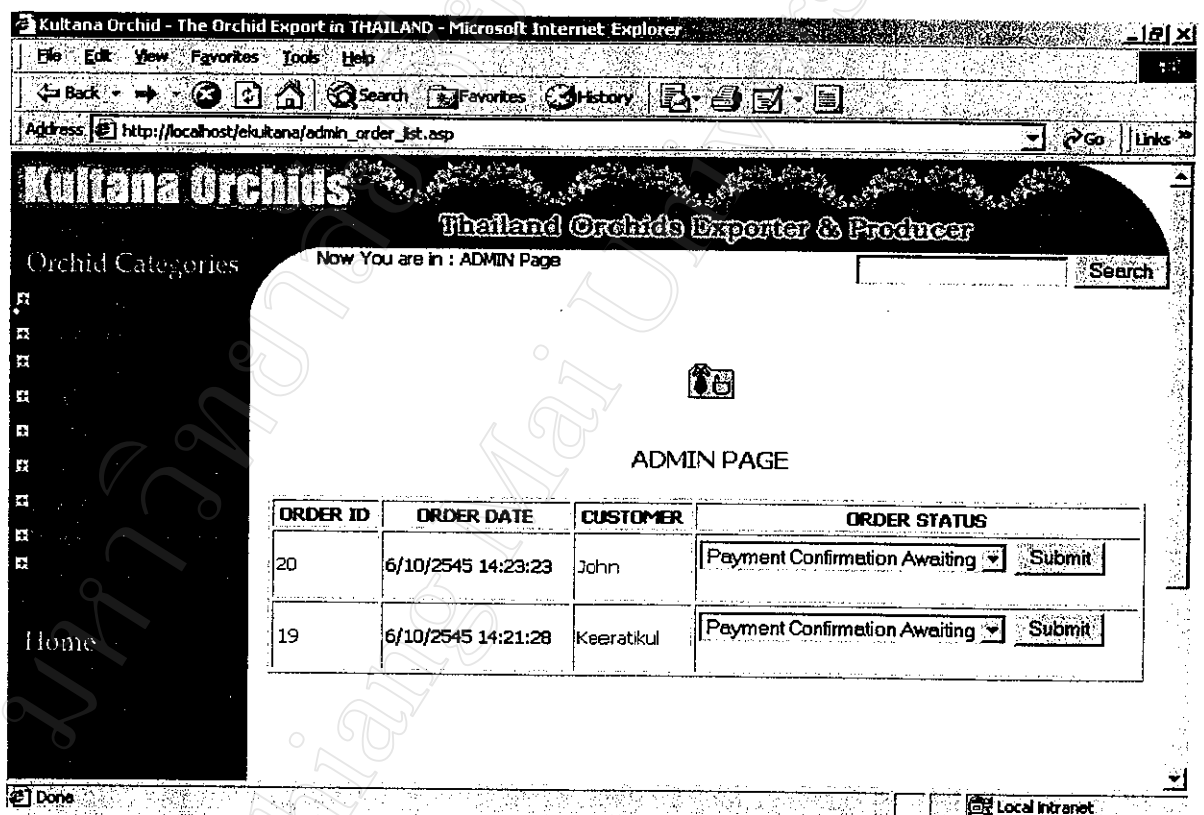 Kultana Orchid - The Orchid Export in THAILAND - Microsoft Internet Explorer
File Edit View Favorites Tools Help
Back Search Favorites History
Address http://localhost/ekultana/admin_order_list.asp Go Links »
Kultana Orchids
Thailand Orchids Exporter & Producer
Orchid Categories
Now You are in : ADMIN Page
Search
ADMIN PAGE
ORDER ID ORDER DATE CUSTOMER ORDER STATUS
20 6/10/2545 14:23:23 John Payment Confirmation Awaiting Submit
19 6/10/2545 14:21:28 Keeratikul Payment Confirmation Awaiting Submit
Home
Done Local intranet